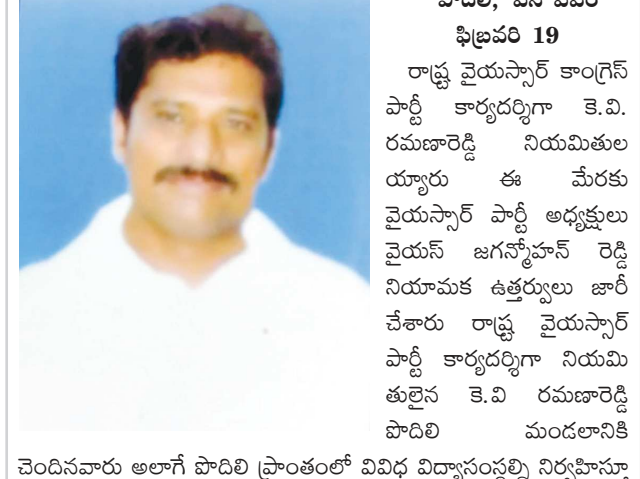 ఫిబ్రవరి 19
రాష్ట్ర వైయస్సార్ కాంగ్రెస్
పార్టీ కార్యదర్శిగా కె.వి.
రమణారెడ్డి నియమితుల
య్యారు ఈ మేరకు
వైయస్సార్ పార్టీ అధ్యక్షులు
వైయస్ జగన్మోహన్ రెడ్డి
నియామక ఉత్తర్వులు జారీ
చేశారు రాష్ట్ర వైయస్సార్
పార్టీ కార్యదర్శిగా నియమి
తులైన కె.వి రమణారెడ్డి
పొదిలి మండలానికి
చెందినవారు అలాగే పొదిలి ప్రాంతంలో వివిధ విద్యాసంస్థల్ని నిర్వహిస్తూ